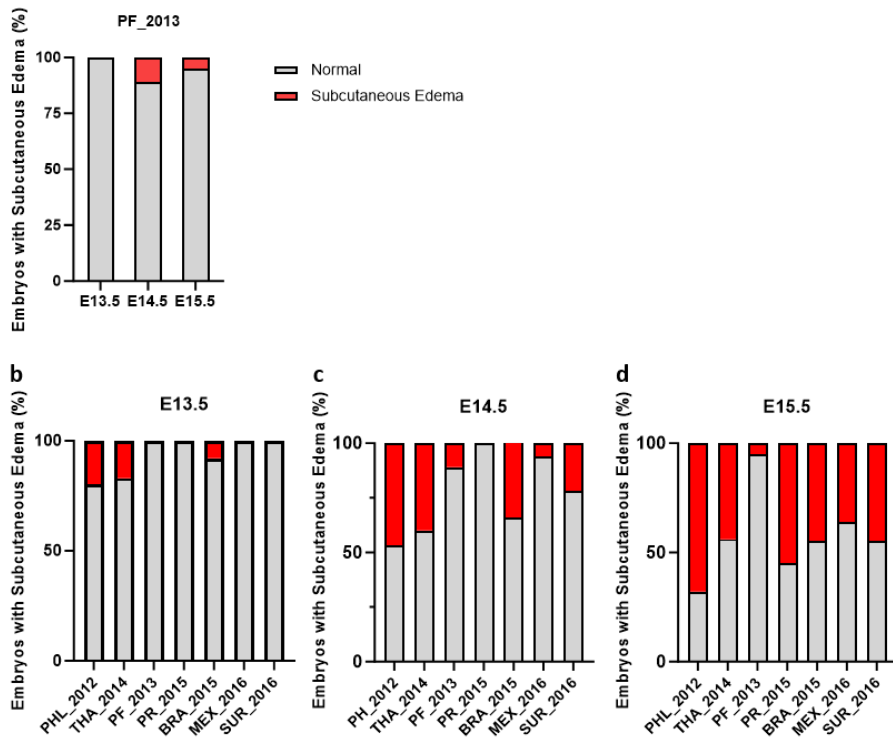 PF_2013
Embryos with Subcutaneous Edema (%)
100
75
50
25
0
E13.5 E14.5 E15.5
Normal
Subcutaneous Edema
b
E13.5
Embryos with Subcutaneous Edema (%)
100
50
0
PHL_2012
THA_2014
PF_2013
PR_2015
BRA_2015
MEX_2016
SUR_2016
c
E14.5
Embryos with Subcutaneous Edema (%)
100
50
0
PH_2012
THA_2014
PF_2013
PR_2015
BRA_2015
MEX_2016
SUR_2016
d
E15.5
Embryos with Subcutaneous Edema (%)
100
50
0
PHL_2012
THA_2014
PF_2013
PR_2015
BRA_2015
MEX_2016
SUR_2016